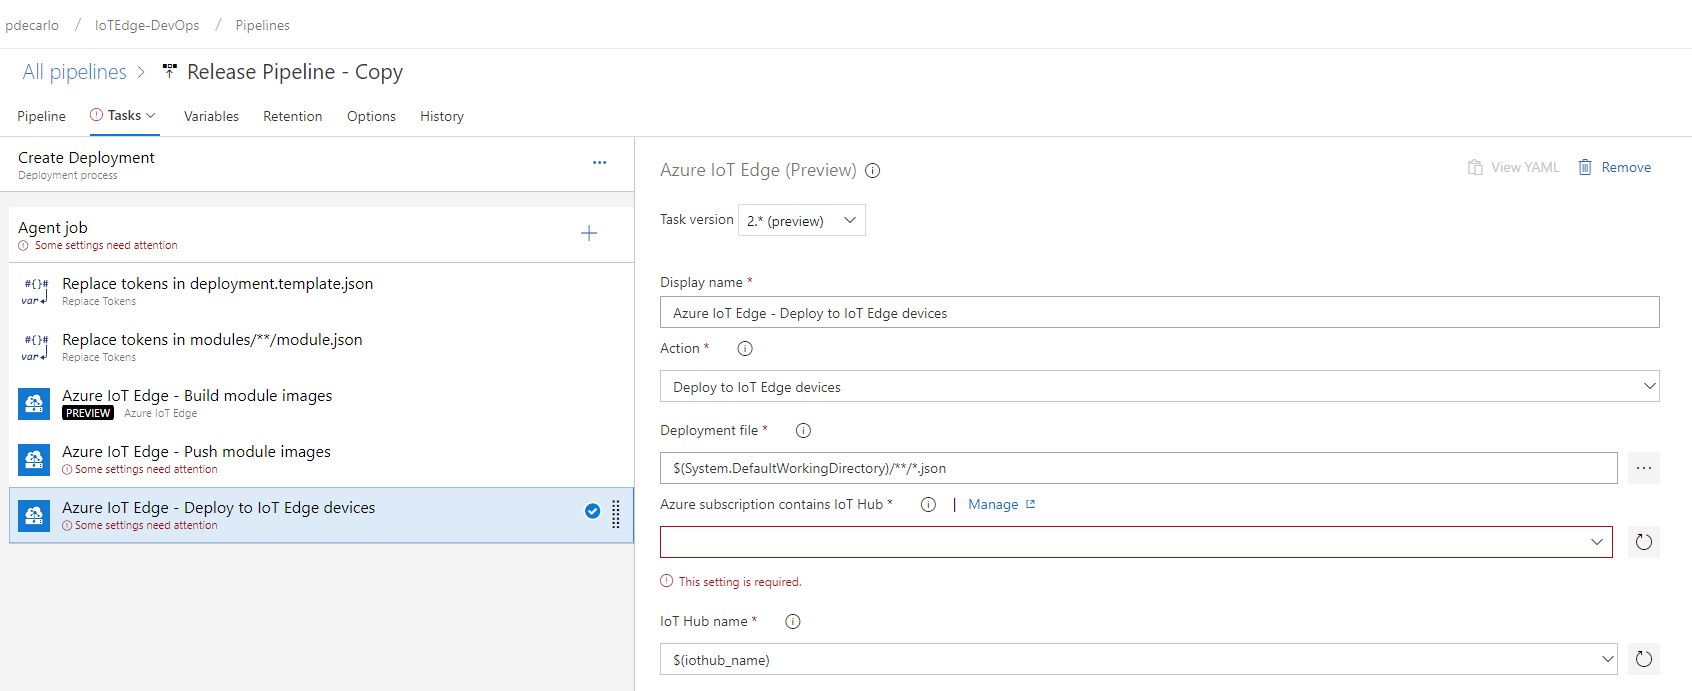 pdecarlo / IoTEdge-DevOps / Pipelines
All pipelines > Release Pipeline - Copy
Pipeline Tasks Variables Retention Options History
Create Deployment
Deployment process
...
Agent job
Some settings need attention
#{}# var Replace tokens in deployment.template.json
Replace Tokens
#{}# var Replace tokens in modules/**/module.json
Replace Tokens
Azure IoT Edge - Build module images
PREVIEW Azure IoT Edge
Azure IoT Edge - Push module images
Some settings need attention
Azure IoT Edge - Deploy to IoT Edge devices
Some settings need attention
Azure IoT Edge (Preview)
View YAML Remove
Task version 2.* (preview)
Display name *
Azure IoT Edge - Deploy to IoT Edge devices
Action *
Deploy to IoT Edge devices
Deployment file *
$(System.DefaultWorkingDirectory)/**/*.json
...
Azure subscription contains IoT Hub * | Manage
This setting is required.
IoT Hub name *
$(iothub_name)